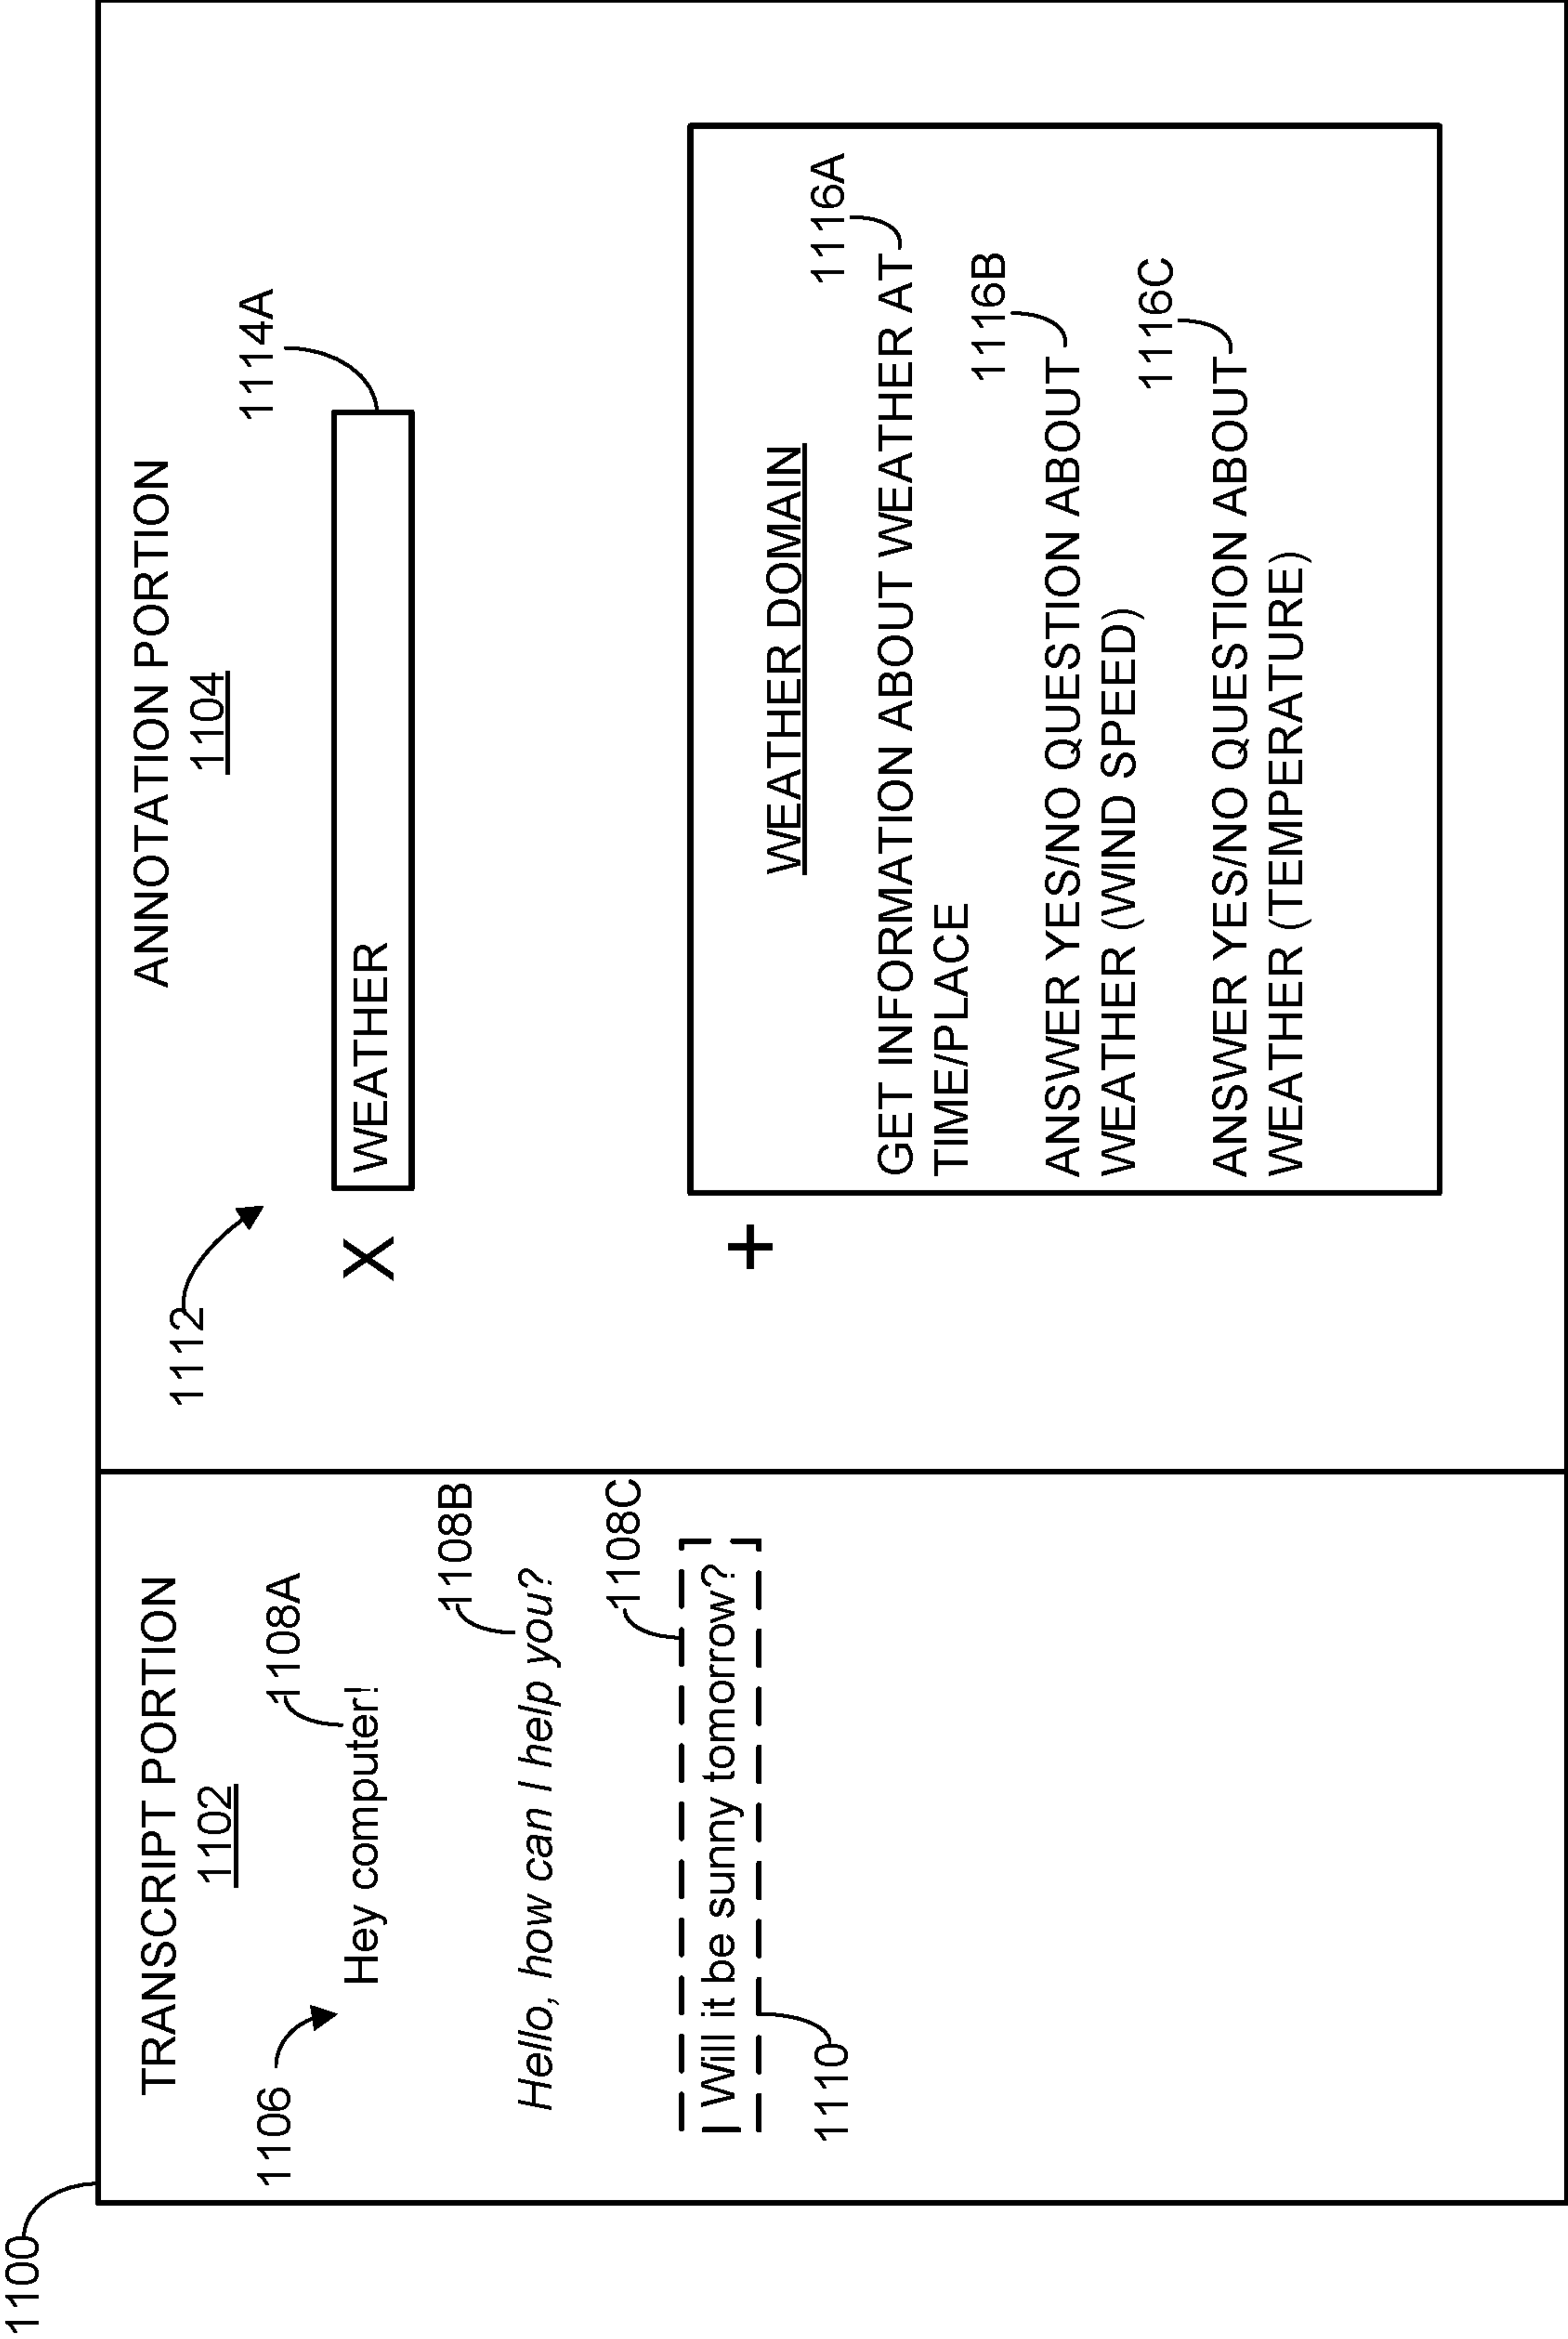 1100
TRANSCRIPT PORTION
1102
1106
Hey computer!
1108A
Hello, how can I help you?
1108B
Will it be sunny tomorrow?
1108C
1110
ANNOTATION PORTION
1104
1112
X
WEATHER
1114A
+
WEATHER DOMAIN
GET INFORMATION ABOUT WEATHER AT
TIME/PLACE
1116A
ANSWER YES/NO QUESTION ABOUT
WEATHER (WIND SPEED)
1116B
ANSWER YES/NO QUESTION ABOUT
WEATHER (TEMPERATURE)
1116C